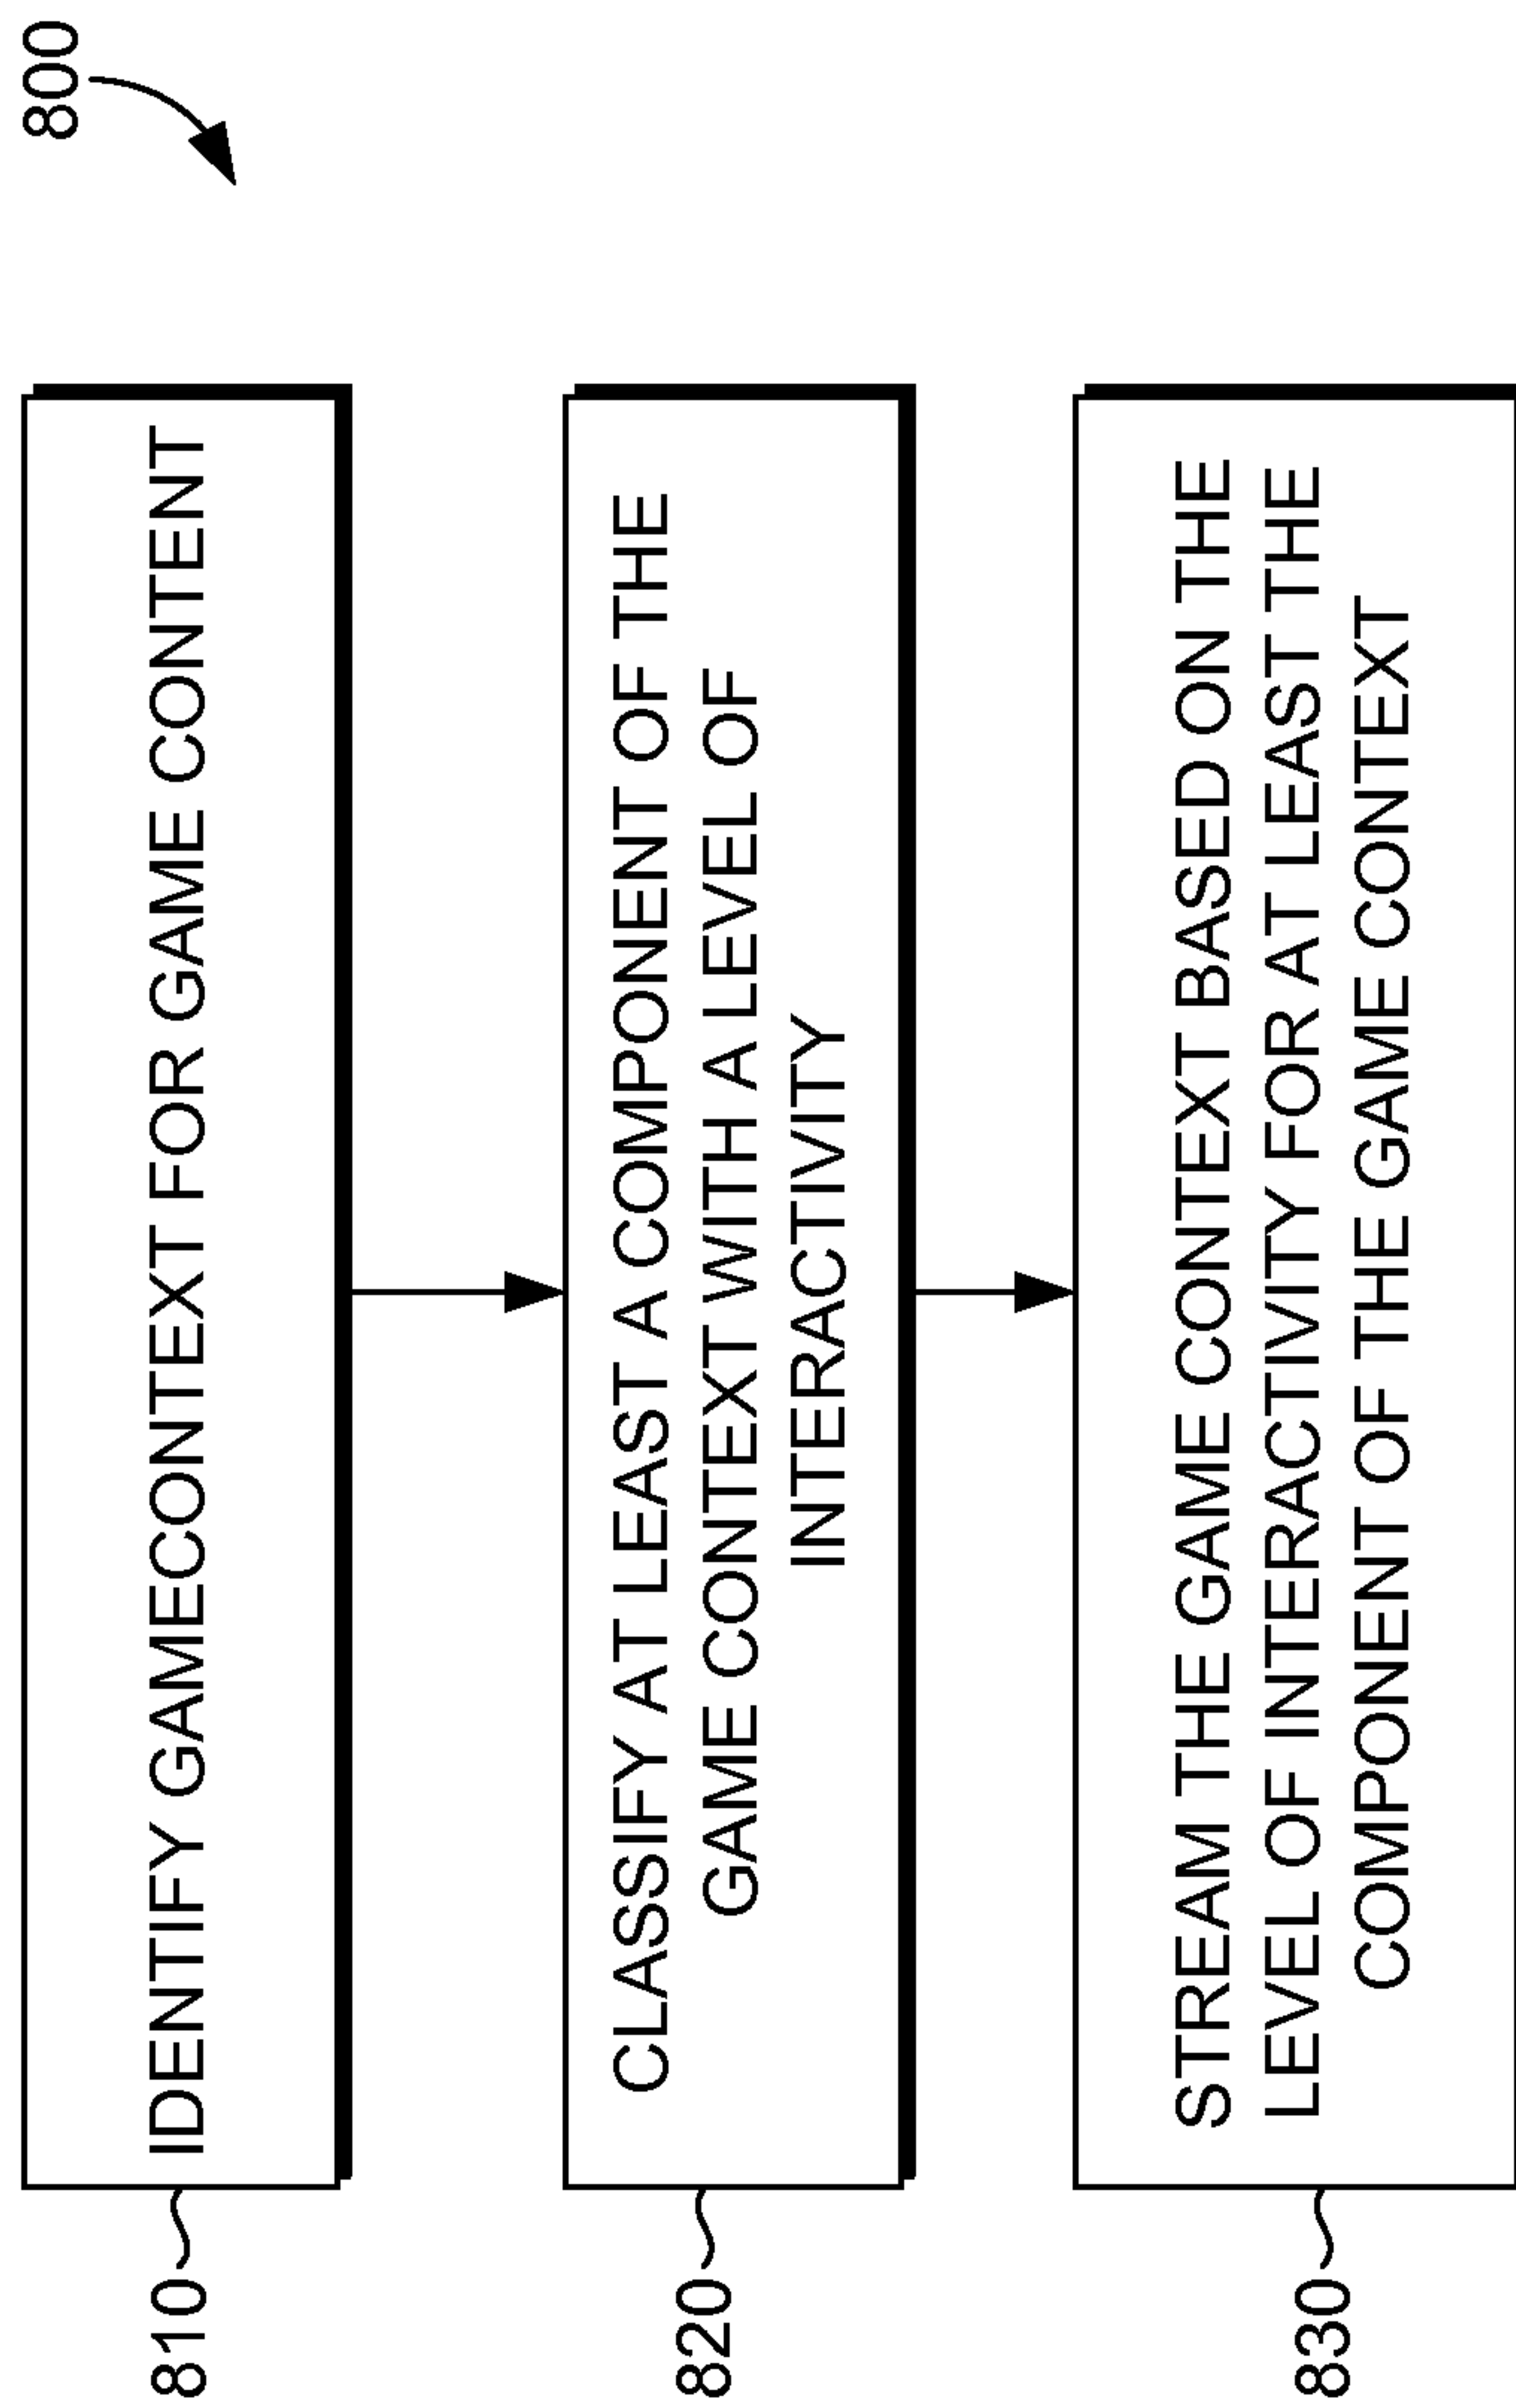 800
810
IDENTIFY GAMECONTEXT FOR GAME CONTENT
820
CLASSIFY AT LEAST A COMPONENT OF THE
GAME CONTEXT WITH A LEVEL OF
INTERACTIVITY
830
STREAM THE GAME CONTEXT BASED ON THE
LEVEL OF INTERACTIVITY FOR AT LEAST THE
COMPONENT OF THE GAME CONTEXT